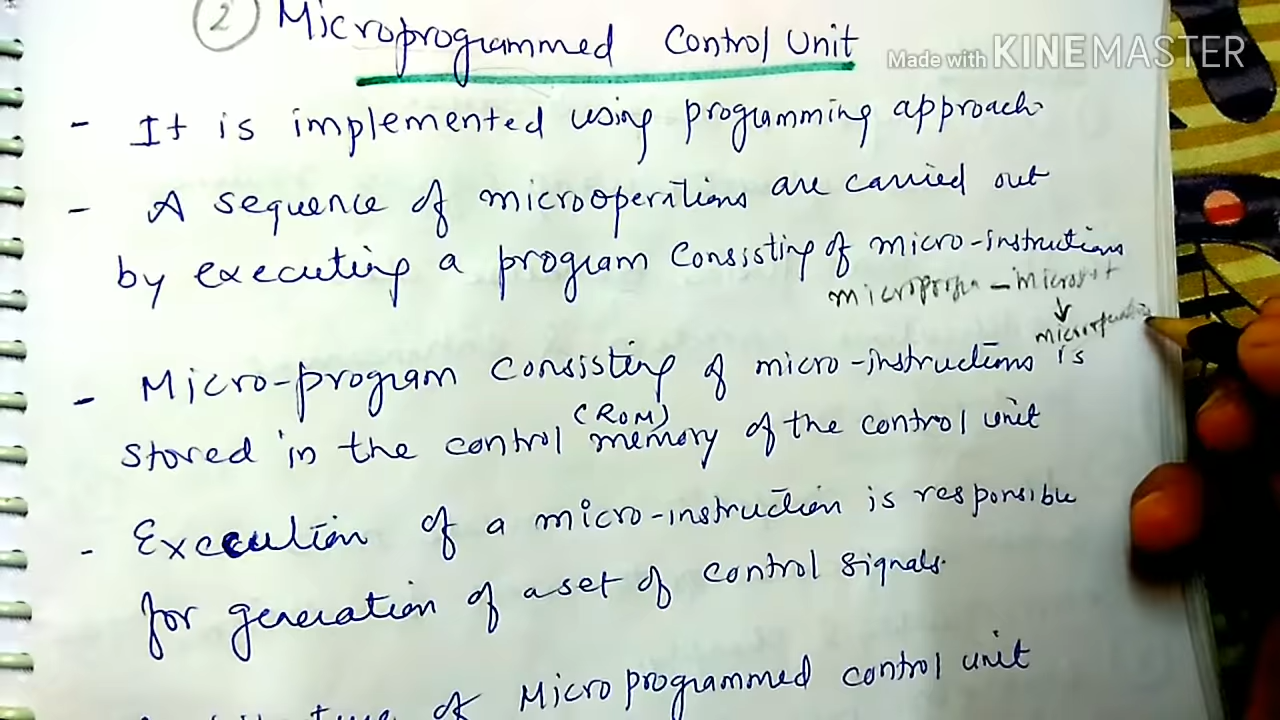 2 Microprogrammed Control Unit
Made with KINEMASTER
- It is implemented using programming approach.
- A sequence of microoperations are carried out
by executing a program consisting of micro-instructions
microprogra - microinst
↓
microoperation
- Micro-program consisting of micro-instructions is
(ROM)
stored in the control memory of the control unit
- Execution of a micro-instruction is responsible
for generation of a set of control signals.
of Microprogrammed control unit